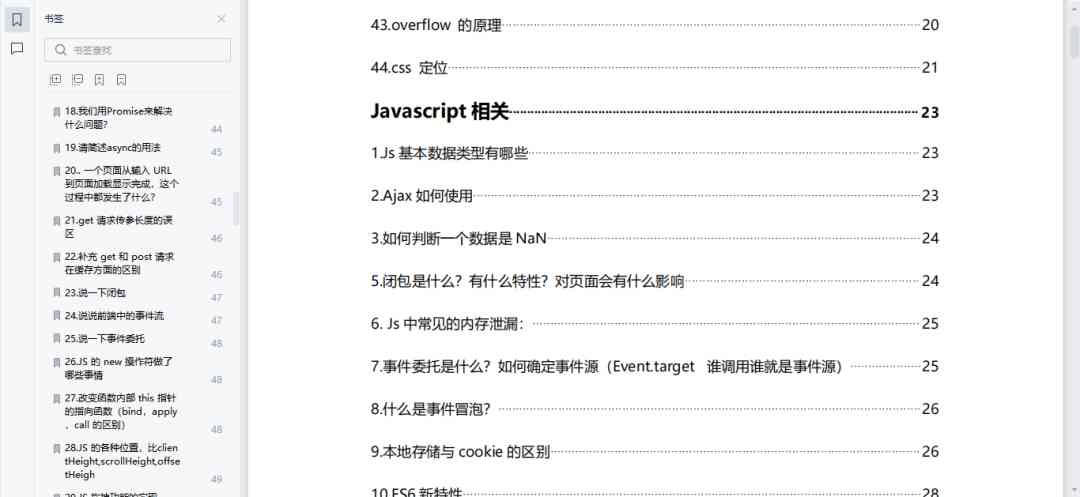 书签
书签查找
18.我们用Promise来解决
什么问题？
44
19.请简述async的用法
45
20.. 一个页面从输入 URL
到页面加载显示完成，这个
过程中都发生了什么？
45
21.get 请求传参长度的误
区
46
22.补充 get 和 post 请求
在缓存方面的区别
46
23.说一下闭包
47
24.说说前端中的事件流
47
25.说一下事件委托
48
26.JS 的 new 操作符做了
哪些事情
48
27.改变函数内部 this 指针
的指向函数（bind，apply
，call 的区别）
48
28.JS 的各种位置，比clien
tHeight,scrollHeight,offse
tHeigh
49
43.overflow 的原理 20
44.css 定位 21
Javascript 相关 23
1.Js 基本数据类型有哪些 23
2.Ajax 如何使用 23
3.如何判断一个数据是 NaN 24
5.闭包是什么？有什么特性？对页面会有什么影响 24
6. Js 中常见的内存泄漏： 25
7.事件委托是什么？如何确定事件源（Event.target 谁调用谁就是事件源） 25
8.什么是事件冒泡？ 26
9.本地存储与 cookie 的区别 26
10.ES6 新特性 28